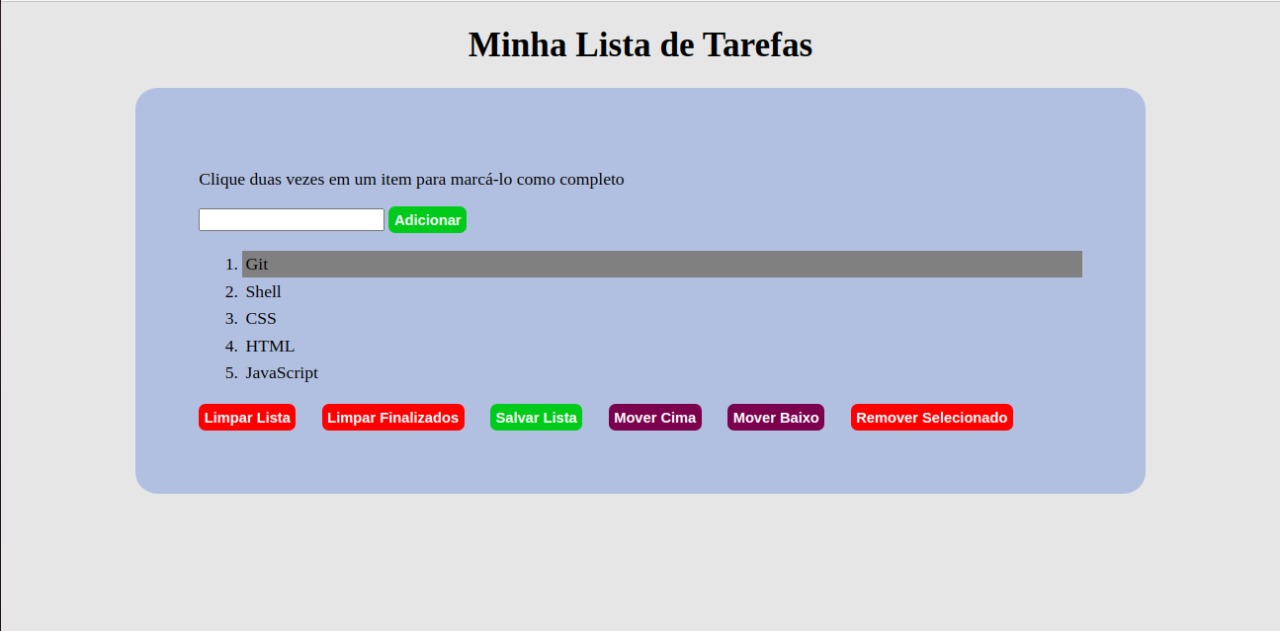 Minha Lista de Tarefas
Clique duas vezes em um item para marcá-lo como completo
Adicionar
1. Git
2. Shell
3. CSS
4. HTML
5. JavaScript
Limpar Lista Limpar Finalizados Salvar Lista Mover Cima Mover Baixo Remover Selecionado